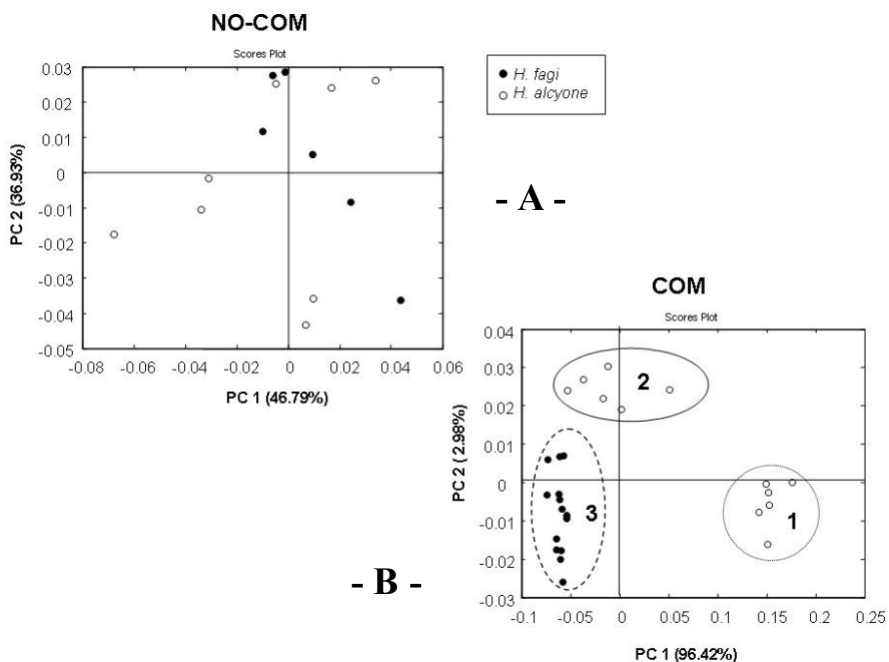 NO-COM
Scores Plot
H. fagi
H. alcyone
0.03
0.02
0.01
0
-0.01
-0.02
-0.03
-0.04
-0.05
PC 2 (36.93%)
-0.08 -0.06 -0.04 -0.02 0 0.02 0.04 0.06
PC 1 (46.79%)
- A -
COM
Scores Plot
0.04
0.03
0.02
0.01
0
-0.01
-0.02
-0.03
PC 2 (2.98%)
2
3
1
-0.1 -0.05 0 0.05 0.1 0.15 0.2 0.25
PC 1 (96.42%)
- B -